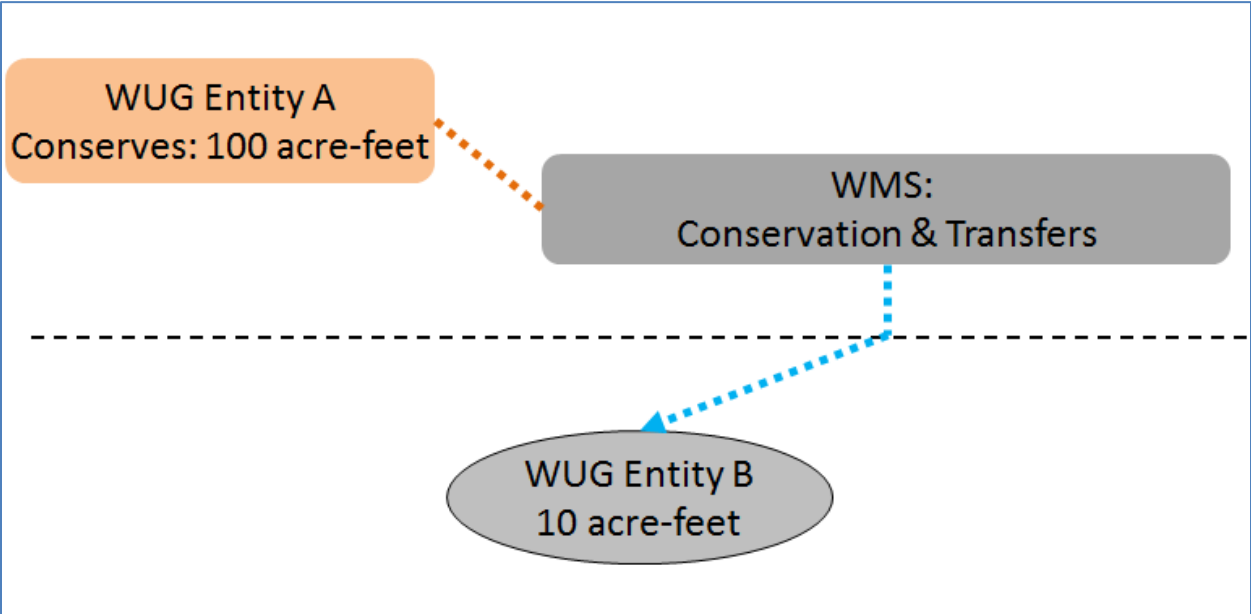 WUG Entity A
Conserves: 100 acre-feet
WMS:
Conservation & Transfers
WUG Entity B
10 acre-feet